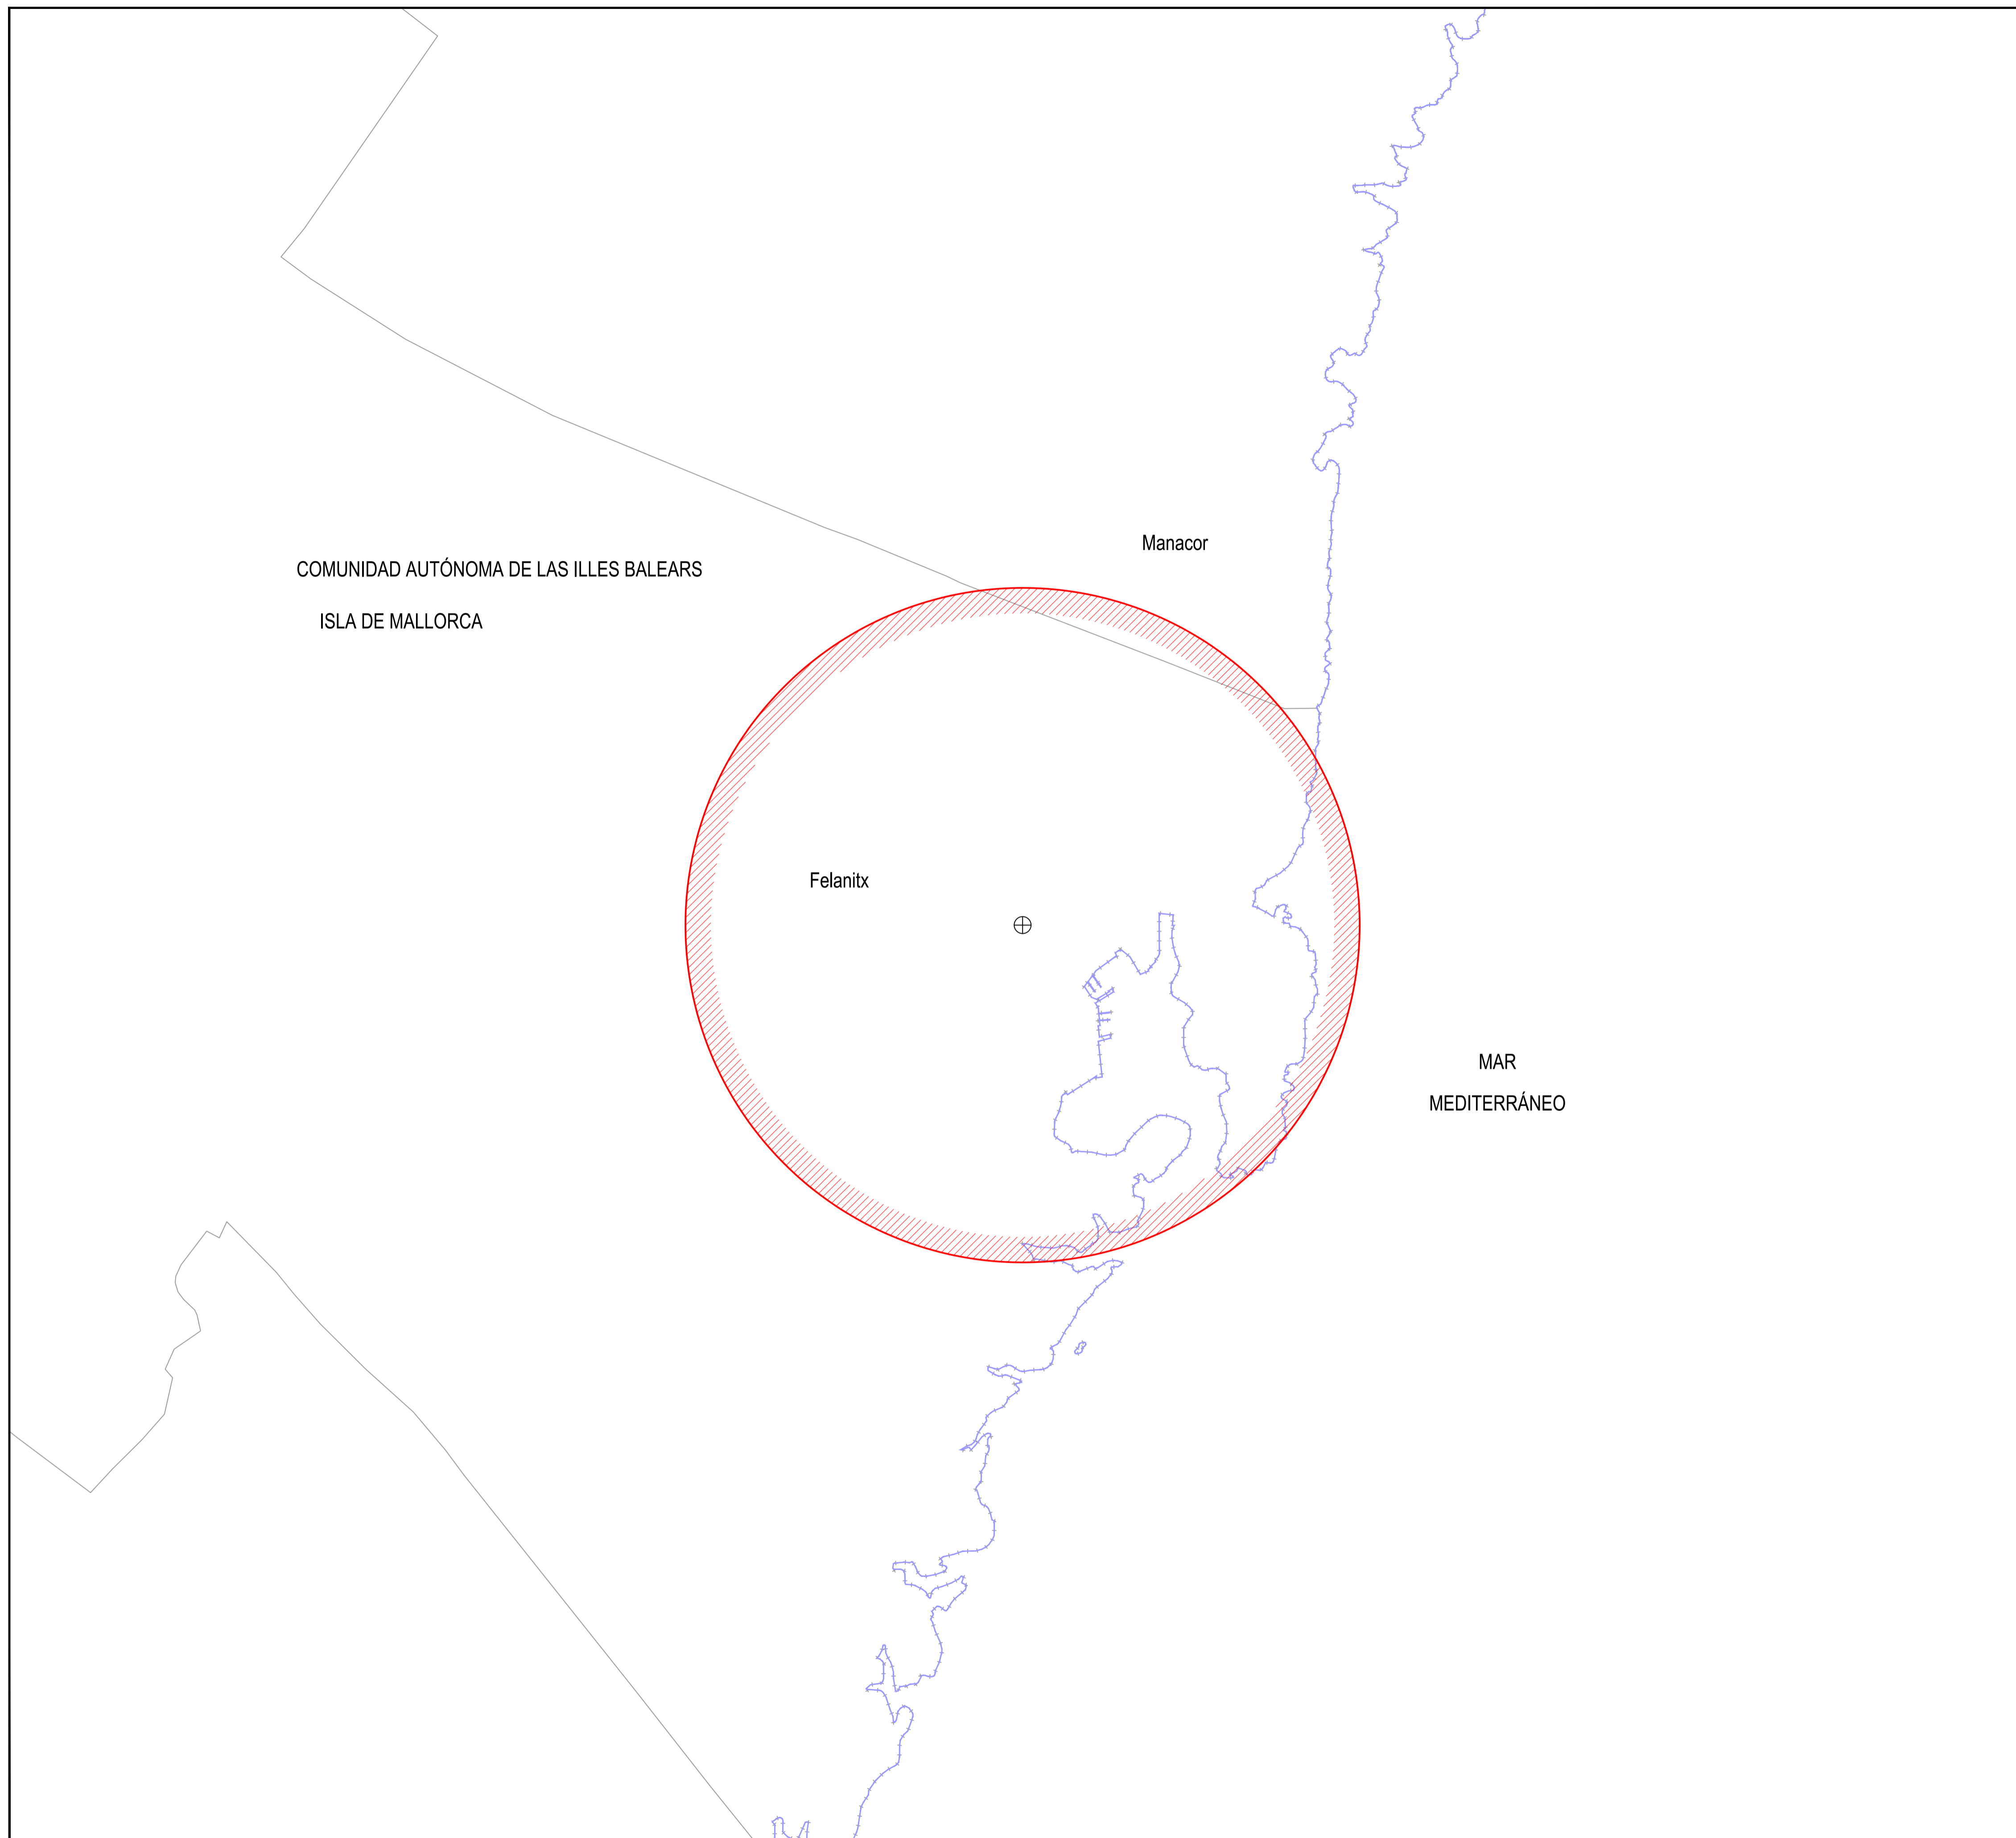 Manacor
COMUNIDAD AUTÓNOMA DE LAS ILLES BALEARS
ISLA DE MALLORCA
Felanitx
MAR
MEDITERRÁNEO